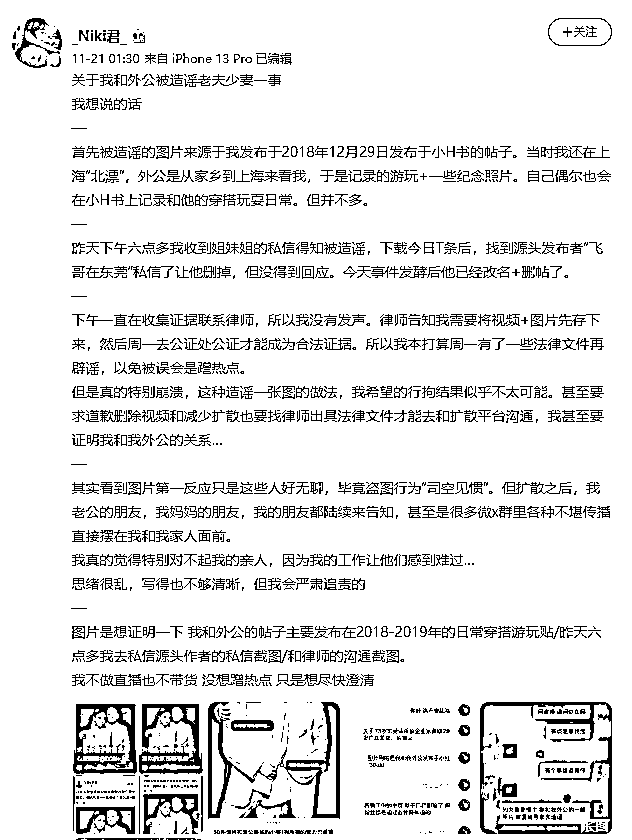 _Niki君_
+关注
11-21 01:30 来自 iPhone 13 Pro 已编辑
关于我和外公被造谣老夫少妻一事
我想说的话
—
首先被造谣的图片来源于我发布于2018年12月29日发布于小H书的帖子。当时我还在上
海“北漂”，外公是从家乡到上海来看我，于是记录的游玩+一些纪念照片。自己偶尔也会
在小H书上记录和他的穿搭玩耍日常。但并不多。
—
昨天下午六点多我收到姐妹姐的私信得知被造谣，下载今日T条后，找到源头发布者“飞
哥在东莞”私信了让他删掉，但没得到回应。今天事件发酵后他已经改名+删帖了。
—
下午一直在收集证据联系律师，所以我没有发声。律师告知我需要将视频+图片先存下
来，然后周一去公证处公证才能成为合法证据。所以我本打算周一有了一些法律文件再
辟谣，以免被误会是蹭热点。
但是真的特别崩溃，这种造谣一张图的做法，我希望的行拘结果似乎不太可能。甚至要
求道歉删除视频和减少扩散也要找律师出具法律文件才能去和扩散平台沟通，我甚至要
证明我和我外公的关系...
—
其实看到图片第一反应只是这些人好无聊，毕竟盗图行为“司空见惯”。但扩散之后，我
老公的朋友，我妈妈的朋友，我的朋友都陆续来告知，甚至是很多微x群里各种不堪传播
直接摆在我和我家人面前。
我真的觉得特别对不起我的亲人，因为我的工作让他们感到难过...
思绪很乱，写得也不够清晰，但我会严肃追责的
—
图片是想证明一下 我和外公的帖子主要发布在2018-2019年的日常穿搭游玩贴/昨天六
点多我去私信源头作者的私信截图/和律师的沟通截图。
我不做直播也不带货 没想蹭热点 只是想尽快澄清